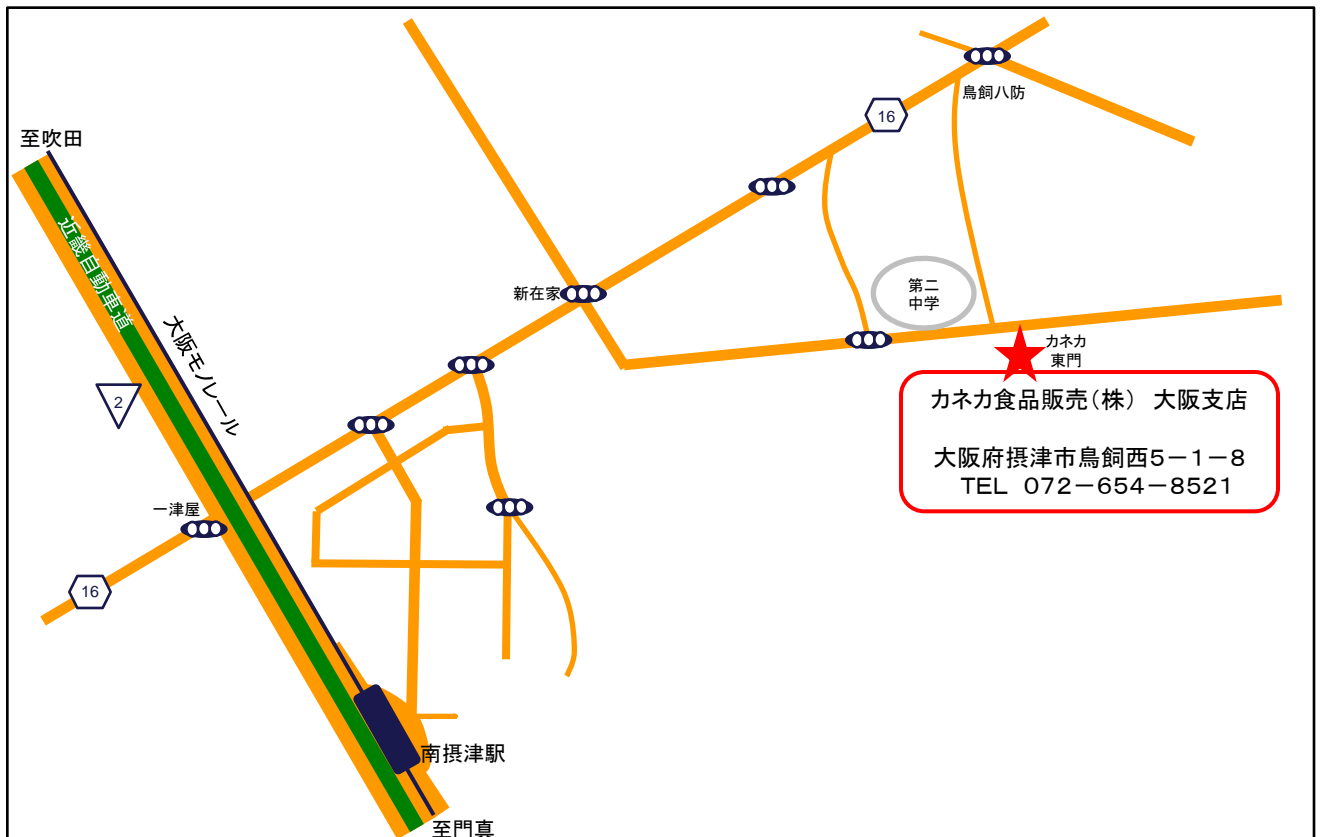 鳥飼八防
16
至吹田
近畿自動車道
大阪モノレール
新在家
第二
中学
カネカ
東門
2
カネカ食品販売(株) 大阪支店
大阪府摂津市鳥飼西5-1-8
TEL 072-654-8521
一津屋
16
南摂津駅
至門真